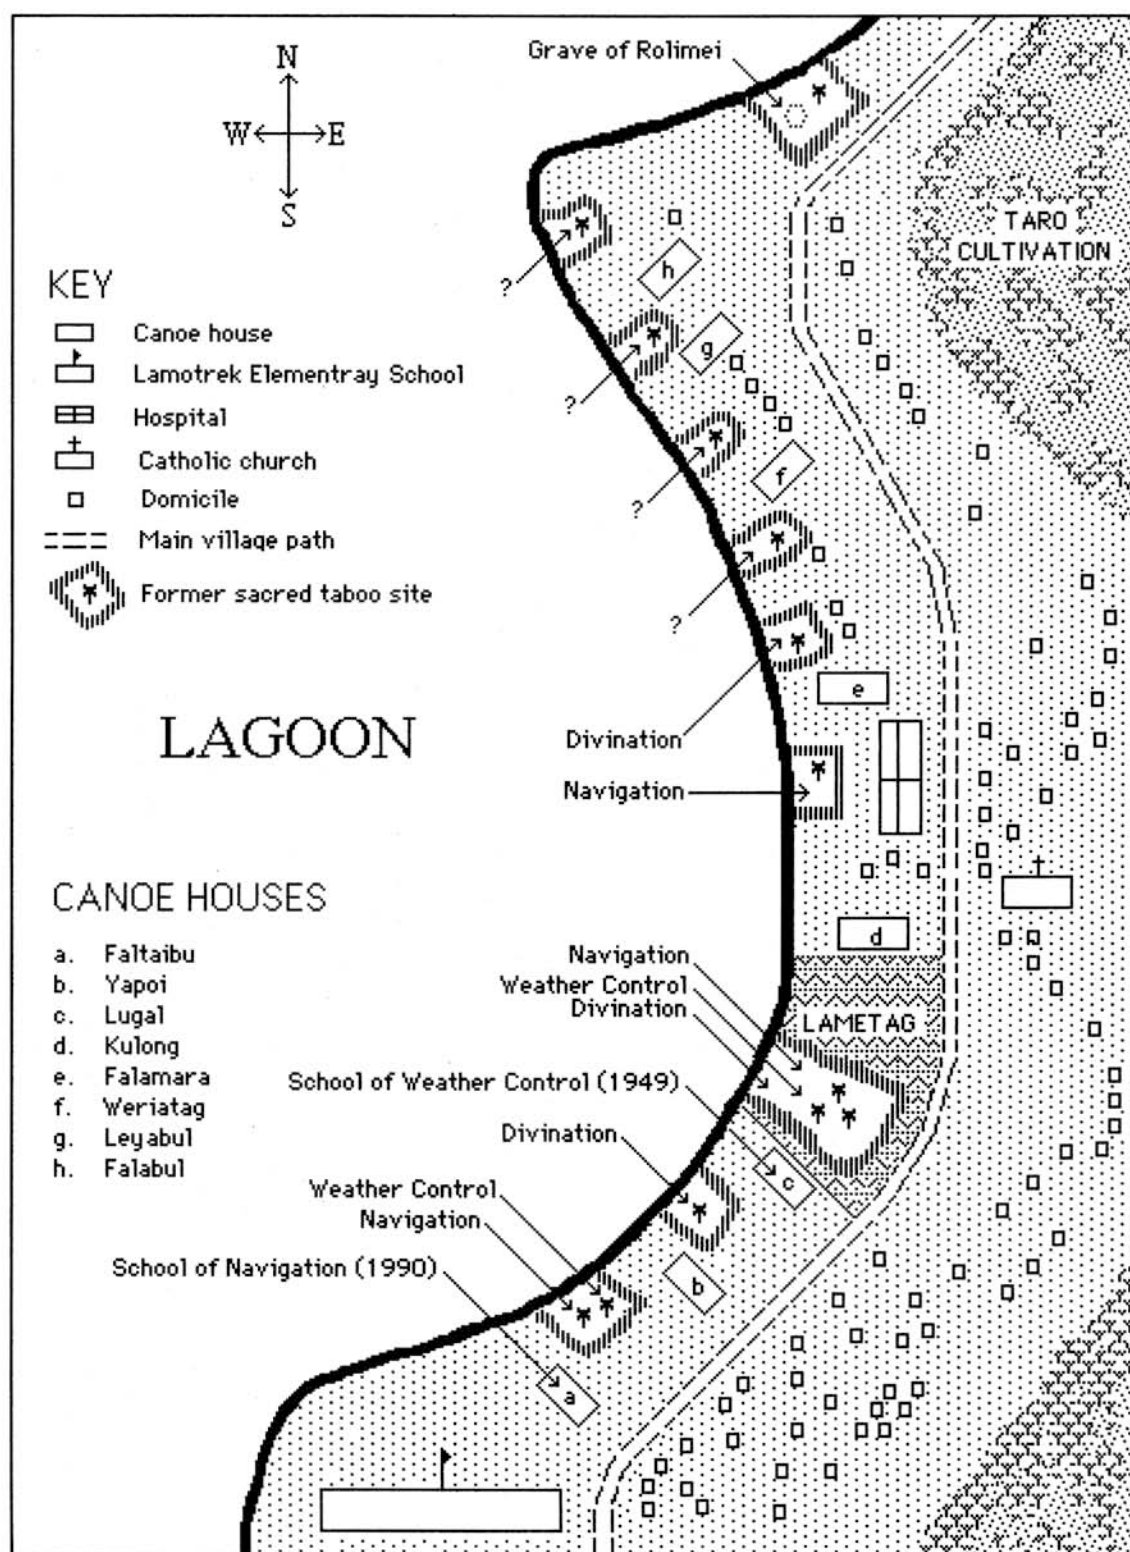 Grave of Rolimei
N
W E
S
TARO
CULTIVATION
h
?
KEY
Canoe house
Lamotrek Elementray School
Hospital
Catholic church
Domicile
Main village path
Former sacred taboo site
g
?
f
?
?
e
LAGOON
Divination
Navigation
CANOE HOUSES
a. Faltaibu
b. Yapoi
c. Lugal
d. Kulong
e. Falamara
f. Weriatag
g. Leyabul
h. Falabul
d
Navigation
Weather Control
Divination
LAMETAG
School of Weather Control (1949)
Divination
c
Weather Control
Navigation
School of Navigation (1990)
b
a